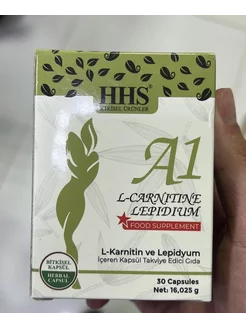 HHS®
BİTKİSEL ÜRÜNLER
A1
L-CARNITINE
LEPIDIUM
FOOD SUPPLEMENT
L-Karnitin ve Lepidyum
İçeren Kapsül Takviye Edici Gıda
BİTKİSEL
KAPSÜL
HERBAL
CAPSUL
30 Capsules
Net: 16,025 g